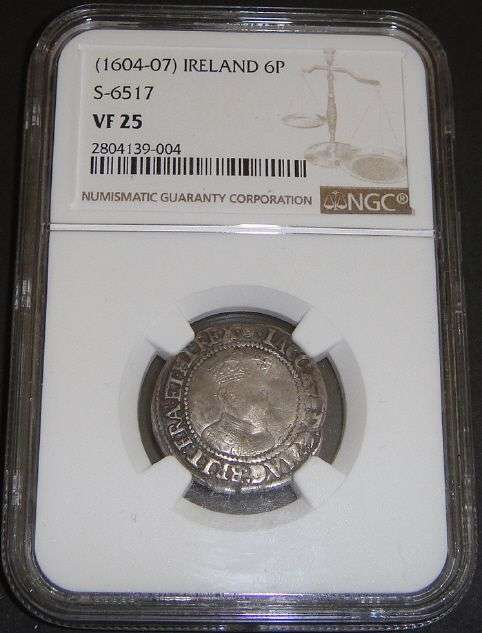 (1604-07) IRELAND 6P
S-6517
VF 25
2804139-004
NUMISMATIC GUARANTY CORPORATION NGC®